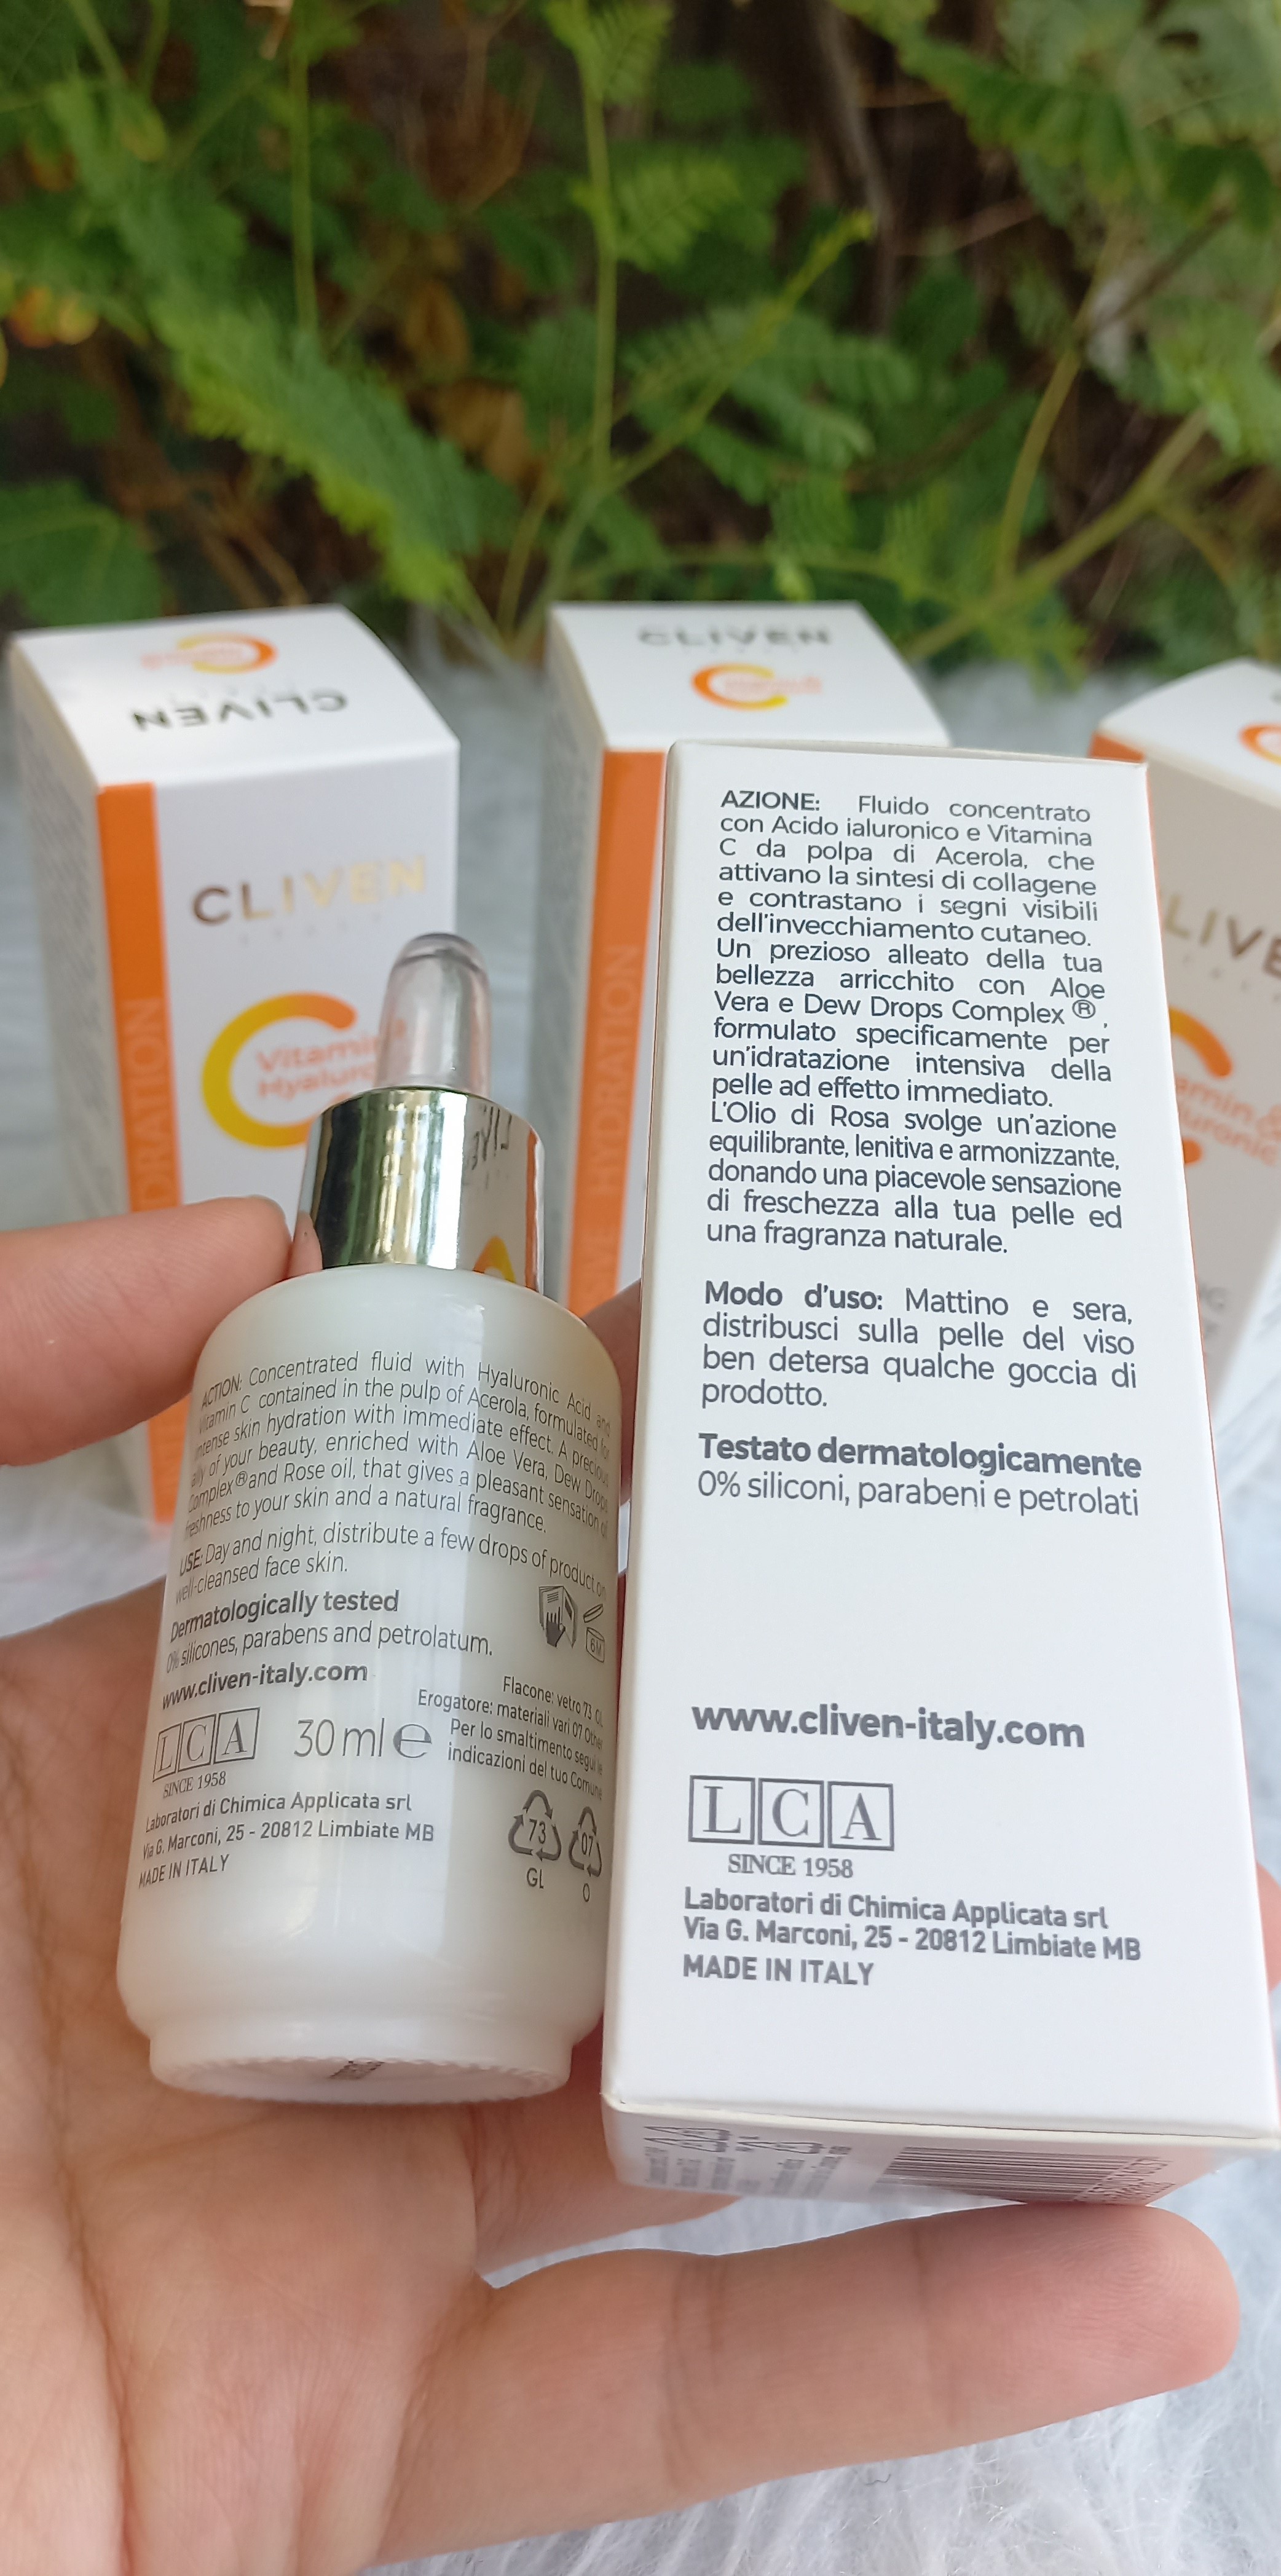 CLIVEN
CLIVEN
CLIVEN
Vitamin
HYDRATION
AZIONE: Fluido concentrato
con Acido ialuronico e Vitamina
C da polpa di Acerola, che
attivano la sintesi di collagene
e contrastano i segni visibili
dell'invecchiamento cutaneo.
Un prezioso alleato della tua
bellezza arricchito con Aloe
Vera e Dew Drops Complex ® ,
formulato specificamente per
un'idratazione intensiva della
pelle ad effetto immediato.
L'Olio di Rosa svolge un'azione
equilibrante, lenitiva e armonizzante,
donando una piacevole sensazione
di freschezza alla tua pelle ed
una fragranza naturale.
Modo d'uso: Mattino e sera,
distribusci sulla pelle del viso
ben detersa qualche goccia di
prodotto.
Testato dermatologicamente
0% siliconi, parabeni e petrolati
www.cliven-italy.com
LCA
SINCE 1958
Laboratori di Chimica Applicata srl
Via G. Marconi, 25 - 20812 Limbiate MB
MADE IN ITALY
ACTION: Concentrated fluid with Hyaluronic Acid and
Vitamin C contained in the pulp of Acerola, formulated for
intense skin hydration with immediate effect. A precious
ally of your beauty, enriched with Aloe Vera, Dew Drops
Complex ® and Rose oil, that gives a pleasant sensation of
freshness to your skin and a natural fragrance.
USE: Day and night, distribute a few drops of product on
well-cleansed face skin.
Dermatologically tested
0% silicones, parabens and petrolatum.
6M
www.cliven-italy.com
Flacone: vetro 73 GL
Erogatore: materiali vari 07 Other
Per lo smaltimento segui le
indicazioni del tuo Comune
LCA
SINCE 1958
30 ml e
Laboratori di Chimica Applicata srl
Via G. Marconi, 25 - 20812 Limbiate MB
MADE IN ITALY
73
GL
07
O